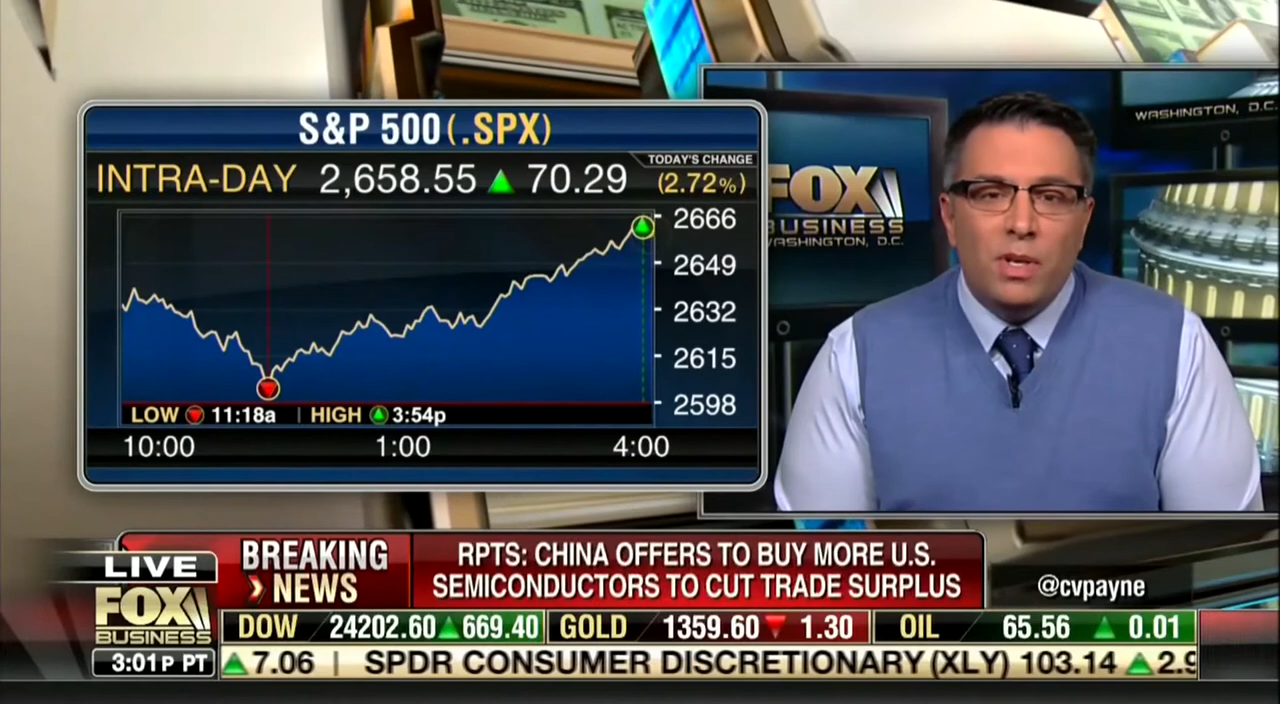 S&P 500 (.SPX)
INTRA-DAY 2,658.55 ▲ 70.29 TODAY'S CHANGE (2.72%)
2666
2649
2632
2615
2598
LOW ▼ 11:18a | HIGH ▲ 3:54p
10:00 1:00 4:00
FOX
BUSINESS
WASHINGTON, D.C.
WASHINGTON, D.C.
LIVE
FOX
BUSINESS
3:01P PT
BREAKING
NEWS
RPTS: CHINA OFFERS TO BUY MORE U.S.
SEMICONDUCTORS TO CUT TRADE SURPLUS
@cvpayne
DOW 24202.60 ▲ 669.40 GOLD 1359.60 ▼ 1.30 OIL 65.56 ▲ 0.01
▲ 7.06 | SPDR CONSUMER DISCRETIONARY (XLY) 103.14 ▲ 2.9